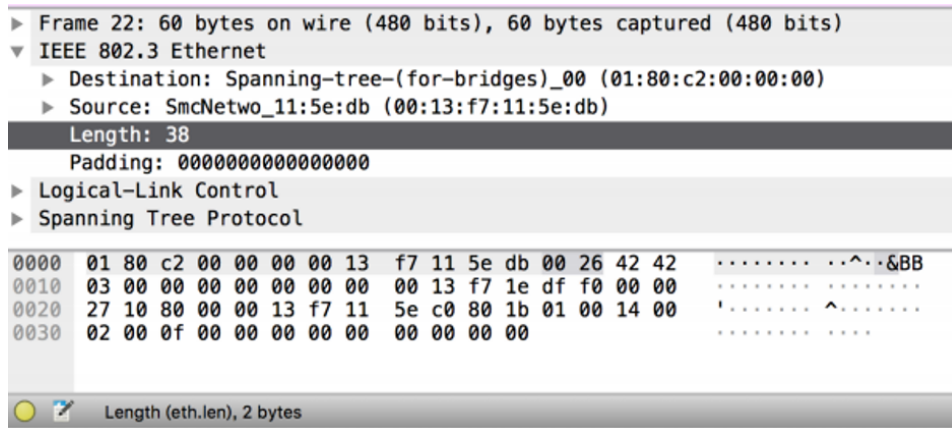 Frame 22: 60 bytes on wire (480 bits), 60 bytes captured (480 bits)
IEEE 802.3 Ethernet
Destination: Spanning-tree-(for-bridges)_00 (01:80:c2:00:00:00)
Source: SmcNetwo_11:5e:db (00:13:f7:11:5e:db)
Length: 38
Padding: 0000000000000000
Logical-Link Control
Spanning Tree Protocol
0000 01 80 c2 00 00 00 00 13 f7 11 5e db 00 26 42 42 ........ ..^..&BB
0010 03 00 00 00 00 00 00 00 00 13 f7 1e df f0 00 00 ........ ........
0020 27 10 80 00 00 13 f7 11 5e c0 80 1b 01 00 14 00 '....... ^.......
0030 02 00 0f 00 00 00 00 00 00 00 00 00 ........ ....
Length (eth.len), 2 bytes